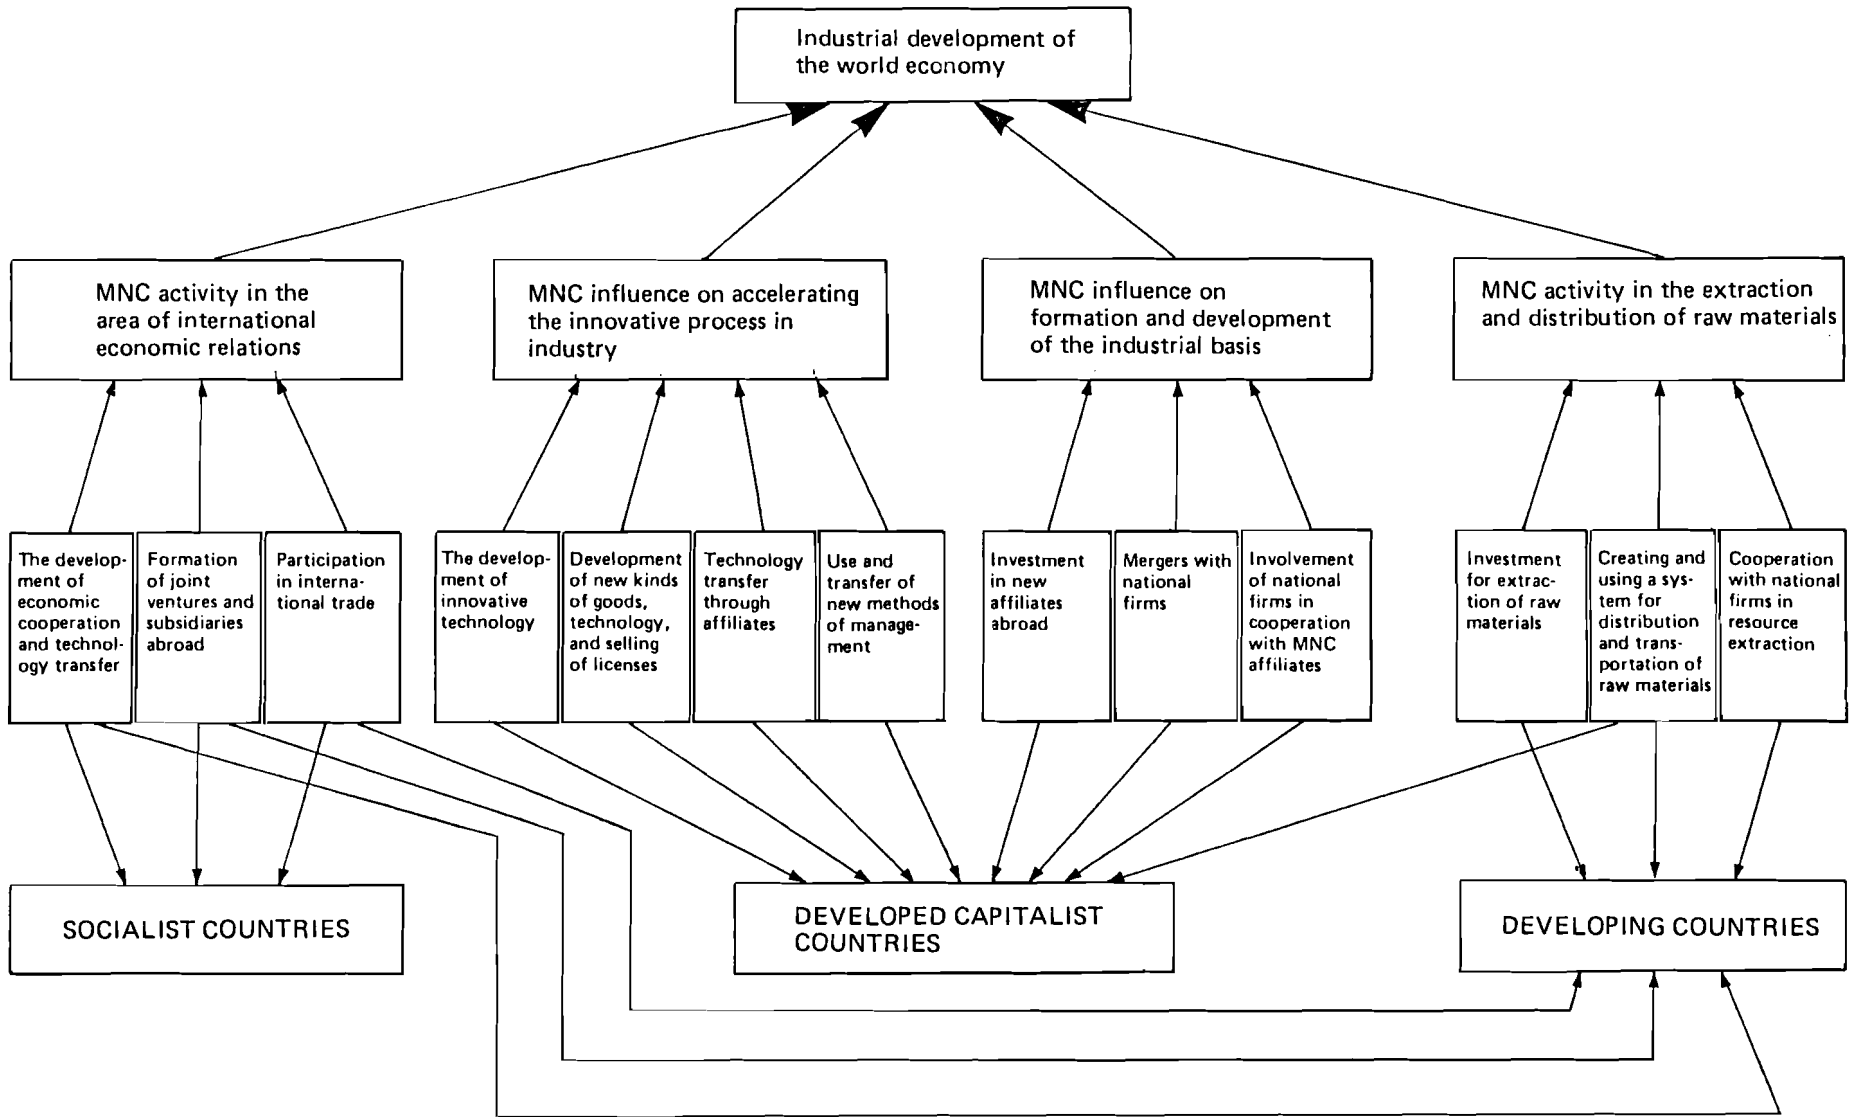 Industrial development of
the world economy
MNC activity in the
area of international
economic relations
MNC influence on accelerating
the innovative process in
industry
MNC influence on
formation and development
of the industrial basis
MNC activity in the extraction
and distribution of raw materials
The develop-
ment of
economic
cooperation
and technol-
ogy transfer
Formation
of joint
ventures and
subsidiaries
abroad
Participation
in interna-
tional trade
The develop-
ment of
innovative
technology
Development
of new kinds
of goods,
technology,
and selling
of licenses
Technology
transfer
through
affiliates
Use and
transfer of
new methods
of manage-
ment
Investment
in new
affiliates
abroad
Mergers with
national
firms
Involvement
of national
firms in
cooperation
with MNC
affiliates
Investment
for extrac-
tion of raw
materials
Creating and
using a sys-
tem for
distribution
and trans-
portation of
raw materials
Cooperation
with national
firms in
resource
extraction
SOCIALIST COUNTRIES
DEVELOPED CAPITALIST
COUNTRIES
DEVELOPING COUNTRIES